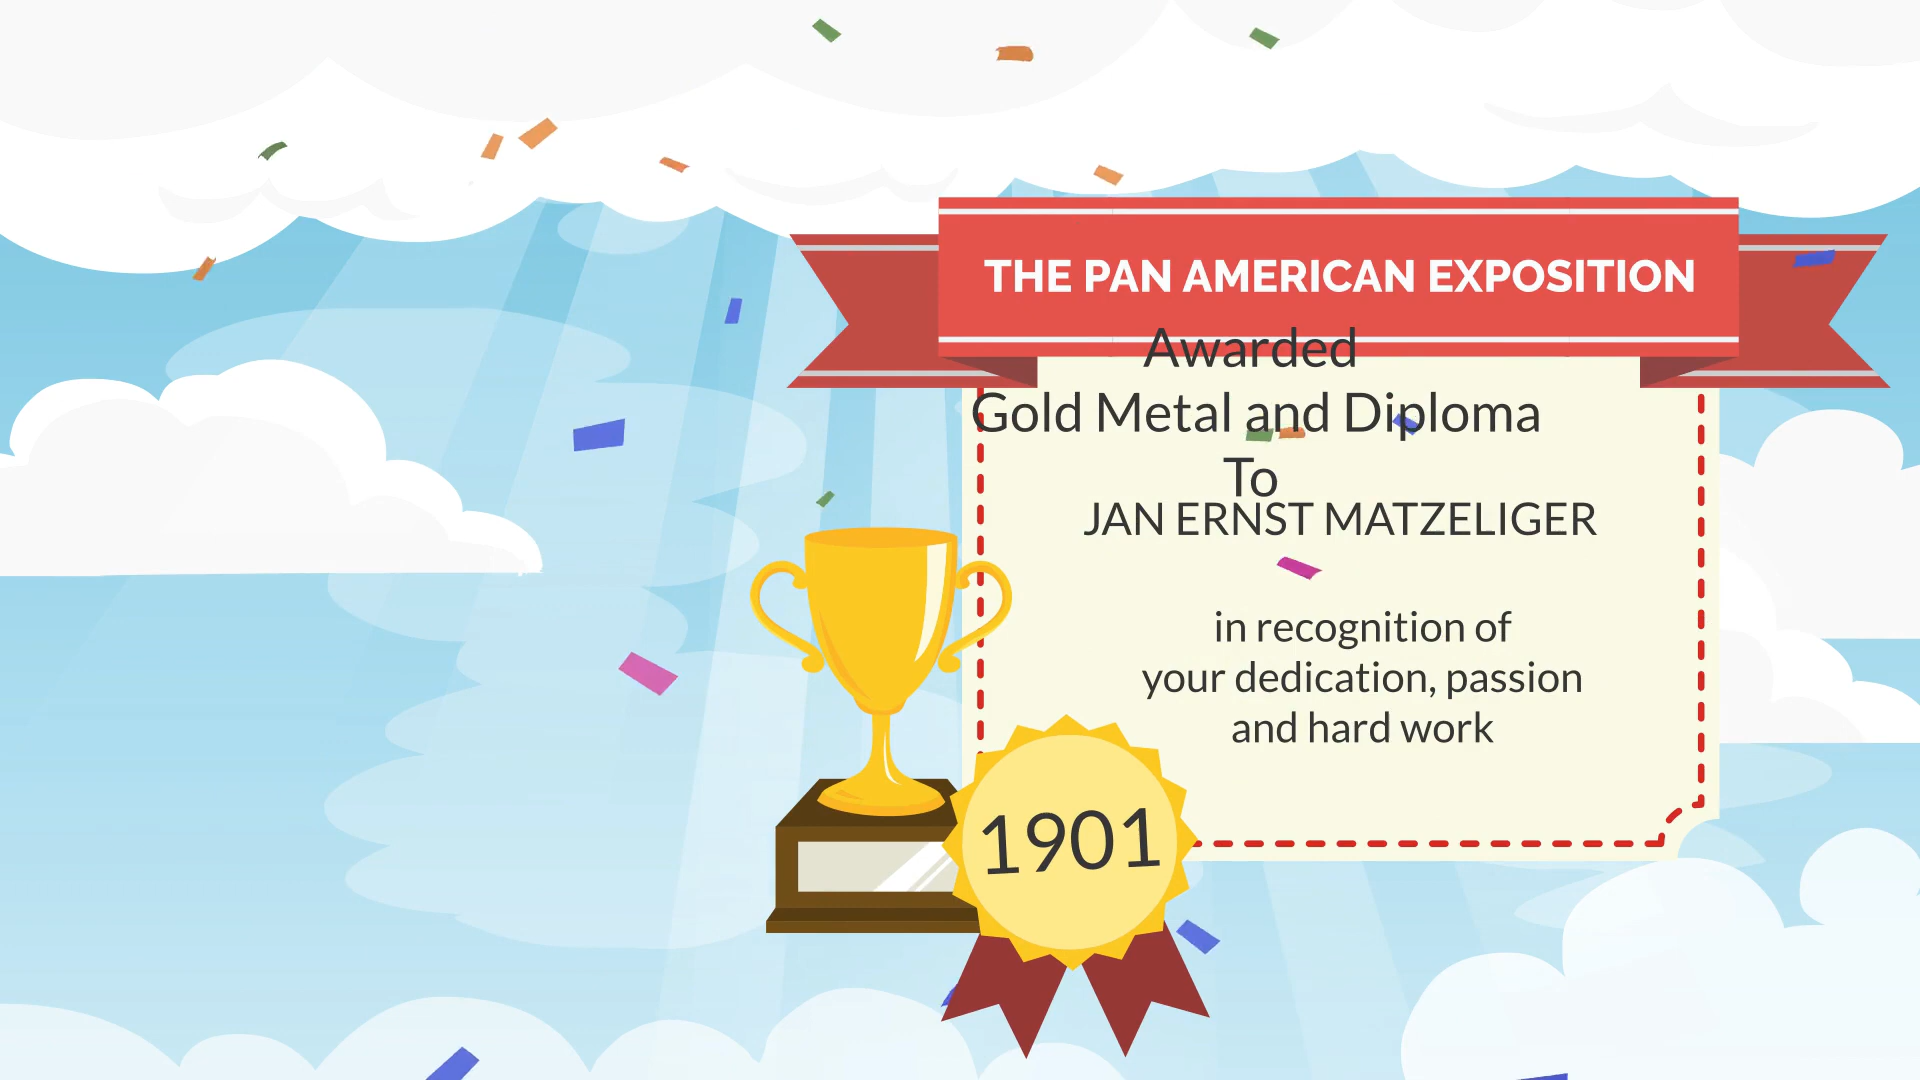 THE PAN AMERICAN EXPOSITION
Awarded
Gold Metal and Diploma
To
JAN ERNST MATZELIGER
in recognition of
your dedication, passion
and hard work
1901